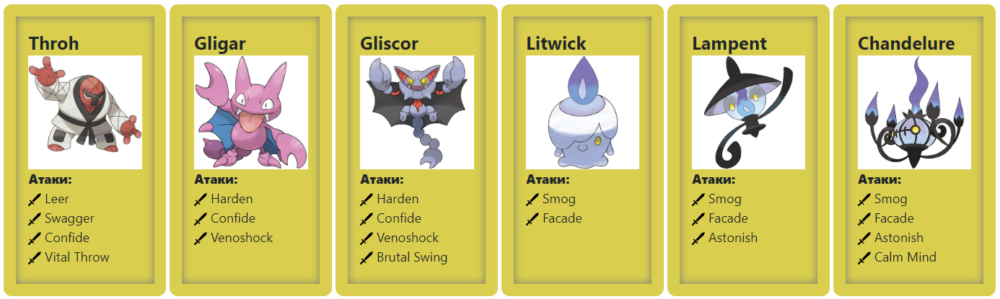 Throh
Атаки:
Leer
Swagger
Confide
Vital Throw
Gligar
Атаки:
Harden
Confide
Venoshock
Gliscor
Атаки:
Harden
Confide
Venoshock
Brutal Swing
Litwick
Атаки:
Smog
Facade
Lampent
Атаки:
Smog
Facade
Astonish
Chandelure
Атаки:
Smog
Facade
Astonish
Calm Mind